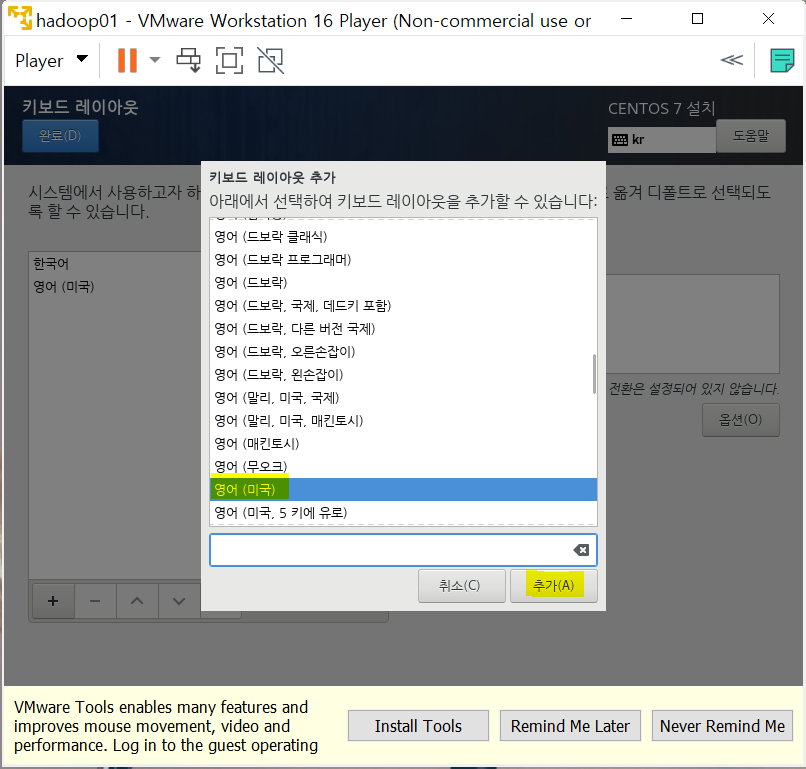 hadoop01 - VMware Workstation 16 Player (Non-commercial use or
Player
키보드 레이아웃
CENTOS 7 설치
완료(D)
kr
도움말
시스템에서 사용하고자 하
로 옮겨 디폴트로 선택되도
록 할 수 있습니다.
한국어
영어 (미국)
키보드 레이아웃 추가
아래에서 선택하여 키보드 레이아웃을 추가할 수 있습니다:
영어 (드보락 클래식)
영어 (드보락 프로그래머)
영어 (드보락)
영어 (드보락, 국제, 데드키 포함)
영어 (드보락, 다른 버전 국제)
영어 (드보락, 오른손잡이)
영어 (드보락, 왼손잡이)
영어 (말리, 미국, 국제)
영어 (말리, 미국, 매킨토시)
영어 (매킨토시)
영어 (무오크)
영어 (미국)
영어 (미국, 5 키에 유로)
취소(C)
추가(A)
전환은 설정되어 있지 않습니다.
옵션(O)
VMware Tools enables many features and
improves mouse movement, video and
performance. Log in to the guest operating
Install Tools
Remind Me Later
Never Remind Me